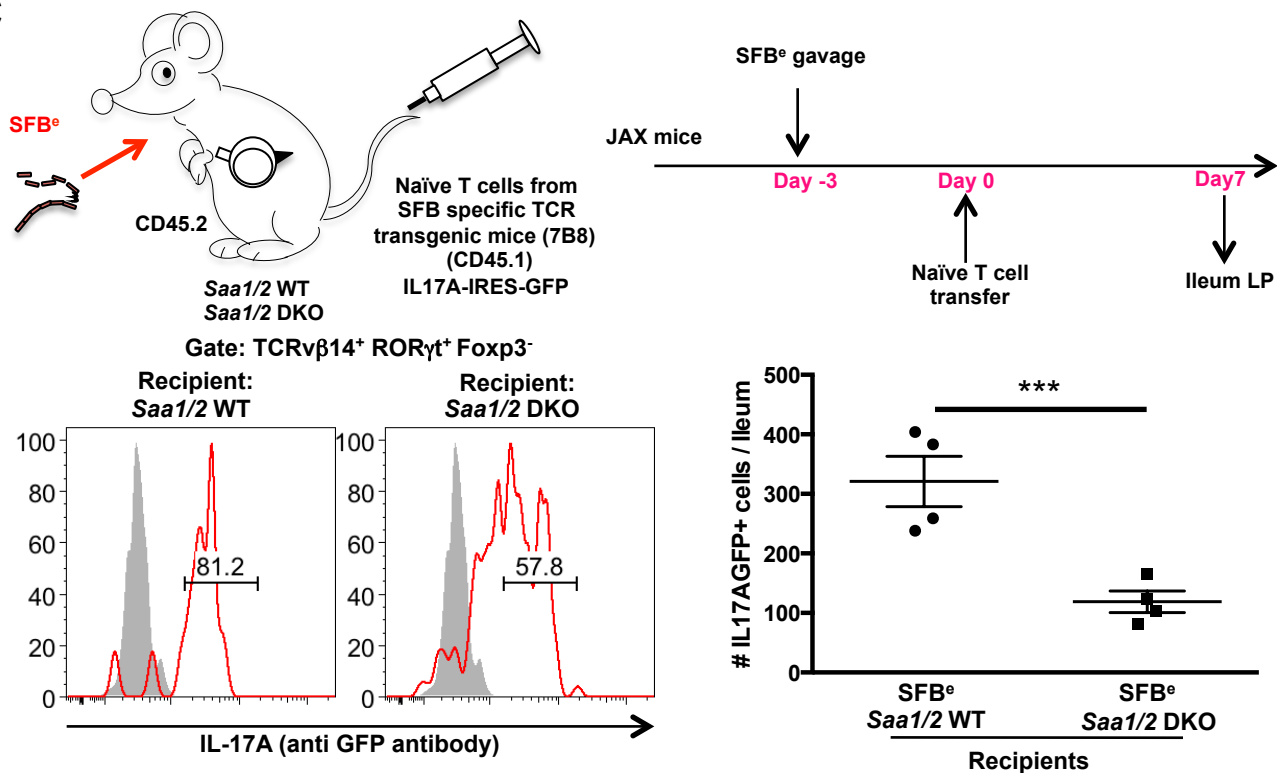 SFBᵉ
CD45.2
Saa1/2 WT
Saa1/2 DKO
Naïve T cells from
SFB specific TCR
transgenic mice (7B8)
(CD45.1)
IL17A-IRES-GFP
SFBᵉ gavage
JAX mice
Day -3
Day 0
Day7
Naïve T cell
transfer
Ileum LP
Gate: TCRvβ14⁺ RORγt⁺ Foxp3⁻
Recipient:
Saa1/2 WT
100
80
60
40
20
0
81.2
Recipient:
Saa1/2 DKO
100
80
60
40
20
0
57.8
IL-17A (anti GFP antibody)
# IL17AGFP+ cells / Ileum
500
400
300
200
100
0
***
SFBᵉ
Saa1/2 WT
SFBᵉ
Saa1/2 DKO
Recipients